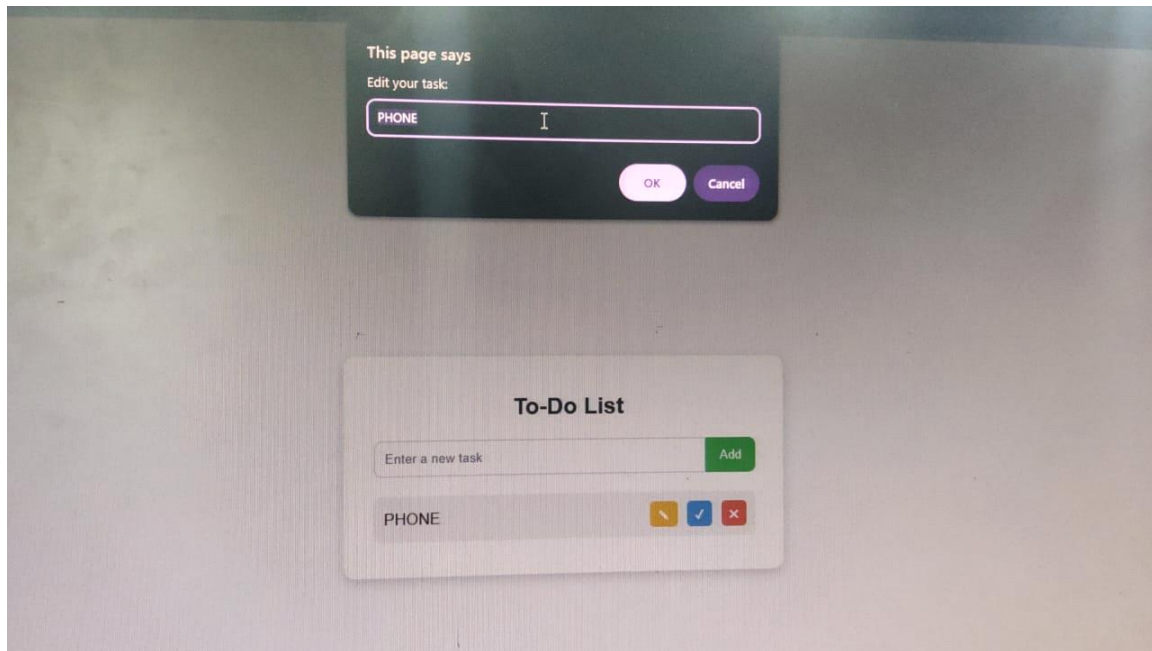 This page says
Edit your task:
PHONE
OK
Cancel
To-Do List
Enter a new task
Add
PHONE